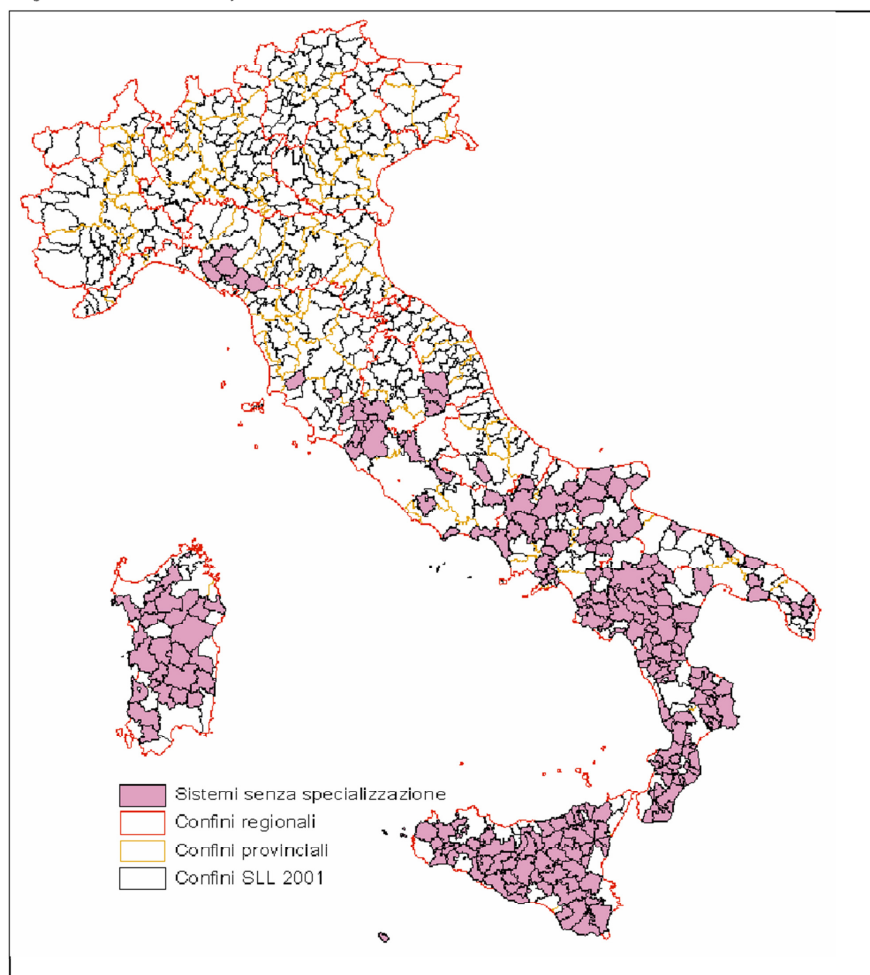 Sistemi senza specializzazione
Confini regionali
Confini provinciali
Confini SLL 2001